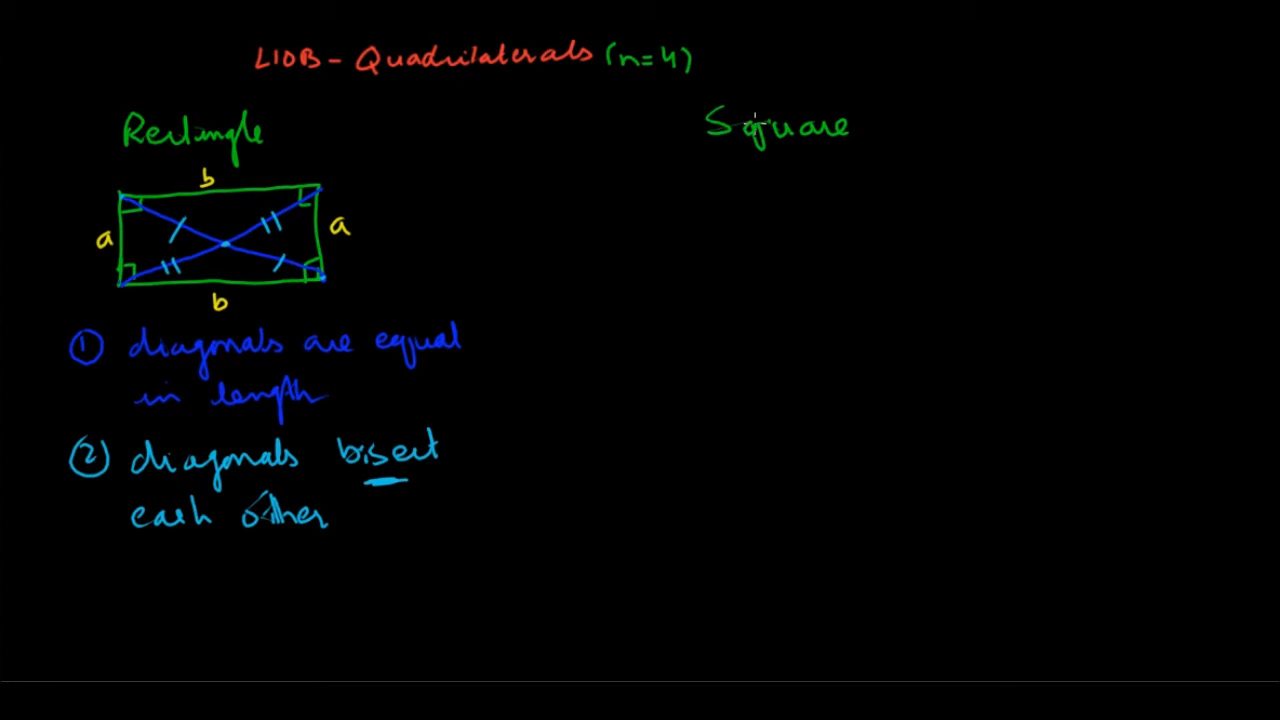 L10B - Quadrilaterals (n=4)
Rectangle
Square
b
a
a
b
① diagonals are equal
in length
② diagonals bisect
each other